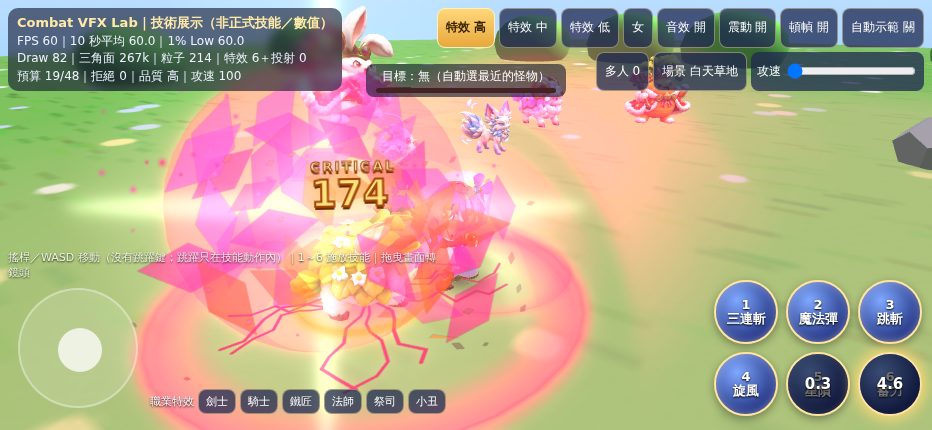 Combat VFX Lab | 技術展示（非正式技能／數值）
FPS 60 | 10 秒平均 60.0 | 1% Low 60.0
Draw 82 | 三角面 267k | 粒子 214 | 特效 6＋投射 0
預算 19/48 | 拒絕 0 | 品質 高 | 攻速 100
特效 高
特效 中
特效 低
女
音效 開
震動 開
頓幀 開
自動示範 關
目標：無（自動選最近的怪物）
多人 0
場景 白天草地
攻速
CRITICAL
174
搖桿／WASD 移動（沒有跳躍鍵；跳躍只在技能動作內）｜1～6 施放技能｜拖曳畫面轉
鏡頭
1
三連斬
2
魔法彈
3
跳斬
4
旋風
0.3
4.6
職業特效
劍士
騎士
鐵匠
法師
祭司
小丑